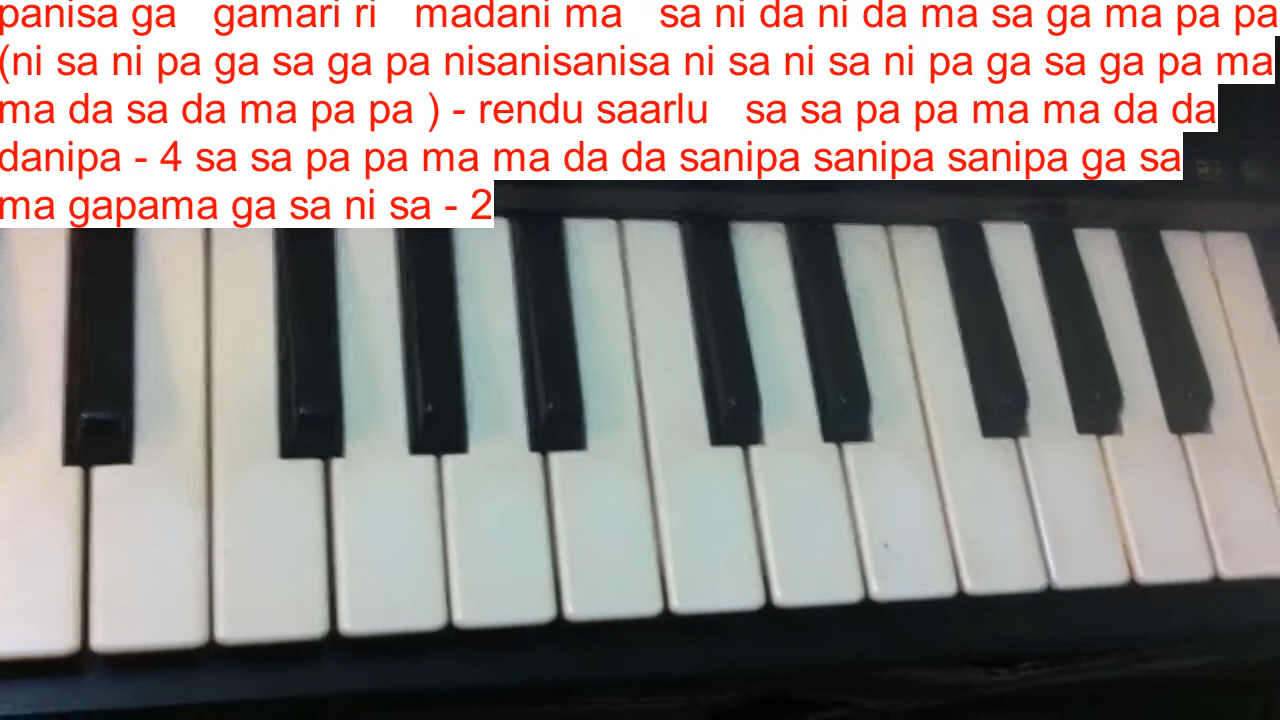 panisa ga gamari ri madani ma sa ni da ni da ma sa ga ma pa pa
(ni sa ni pa ga sa ga pa nisanisanisa ni sa ni sa ni pa ga sa ga pa ma
ma da sa da ma pa pa ) - rendu saarlu sa sa pa pa ma ma da da
danipa - 4 sa sa pa pa ma ma da da sanipa sanipa sanipa ga sa
ma gapama ga sa ni sa - 2